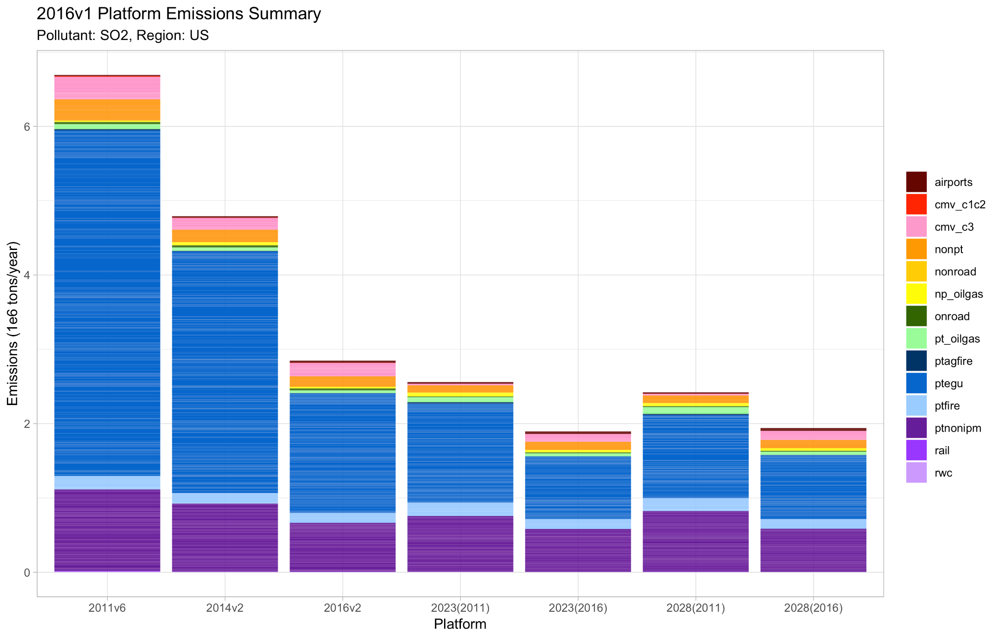 2016v1 Platform Emissions Summary
Pollutant: SO2, Region: US
Emissions (1e6 tons/year)
6
4
2
0
2011v6 2014v2 2016v2 2023(2011) 2023(2016) 2028(2011) 2028(2016)
Platform
airports
cmv_c1c2
cmv_c3
nonpt
nonroad
np_oilgas
onroad
pt_oilgas
ptagfire
ptegu
ptfire
ptnonipm
rail
rwc